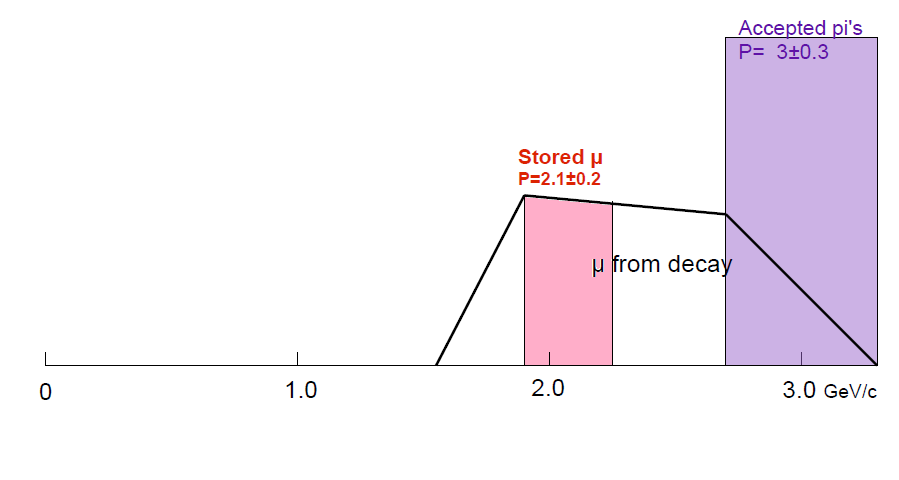 Accepted pi's
P= 3±0.3
Stored μ
P=2.1±0.2
μ from decay
0
1.0
2.0
3.0 GeV/c